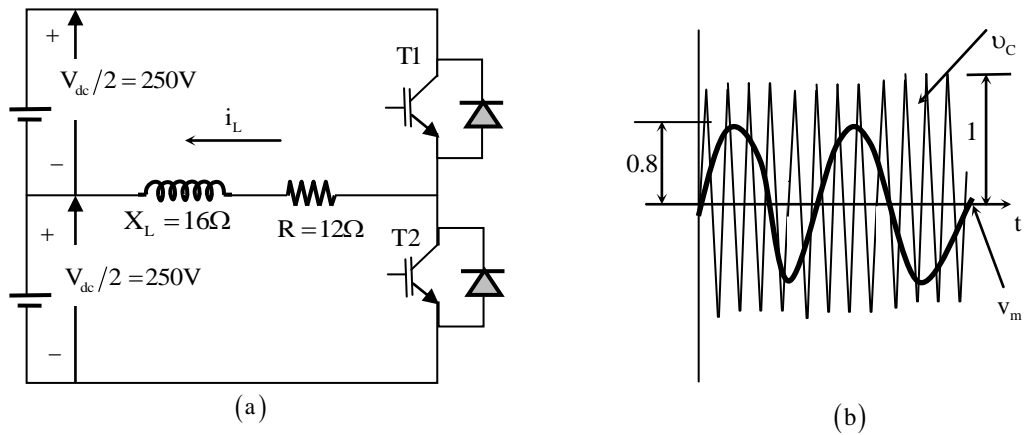 +
V_dc/2 = 250V
−
T1
i_L
X_L = 16Ω
R = 12Ω
+
V_dc/2 = 250V
−
T2
(a)
υ_C
0.8
1
t
v_m
(b)